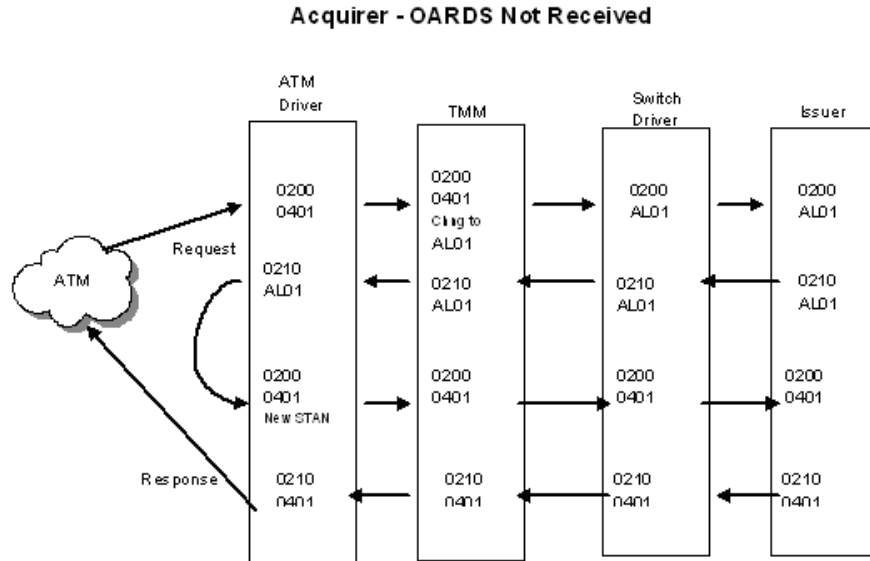 Acquirer - OARDS Not Received
ATM
Driver
TMM
Switch
Driver
Issuer
0200
0401
0200
0401
Chng to
AL01
0200
AL01
0200
AL01
Request
ATM
0210
AL01
0210
AL01
0210
AL01
0210
AL01
0200
0401
New STAN
0200
0401
0200
0401
0200
0401
Response
0210
0401
0210
0401
0210
0401
0210
0401